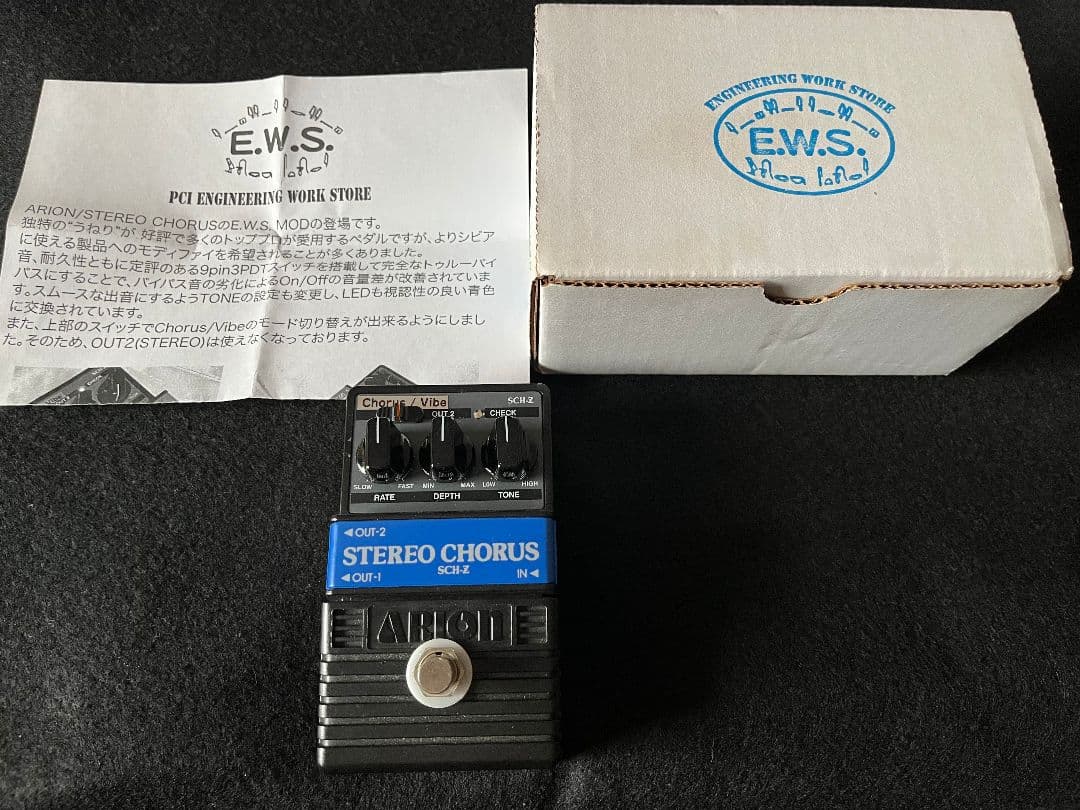 E.W.S.
PCI ENGINEERING WORK STORE
ARION/STEREO CHORUSのE.W.S. MODの登場です。
独特の"うねり"が 好評で多くのトッププロが愛用するペダルですが、よりシビア
に使える製品へのモディファイを希望されることが多くありました。
音、耐久性ともに定評のある9pin3PDTスイッチを搭載して完全なトゥルーバイ
パスにすることで、バイパス音の劣化によるOn/Offの音量差が改善されていま
す。スムースな出音にするようTONEの設定も変更し、LEDも視認性の良い青色
に交換されています。
また、上部のスイッチでChorus/Vibeのモード切り替えが出来るようにしまし
た。そのため、OUT2(STEREO)は使えなくなっております。
ENGINEERING WORK STORE
E.W.S.
Chorus / Vibe
SCH-Z
OUT 2
CHECK
SLOW FAST MIN MAX LOW HIGH
RATE DEPTH TONE
◀OUT-2
STEREO CHORUS
SCH-Z
◀OUT-1 IN◀
ARION